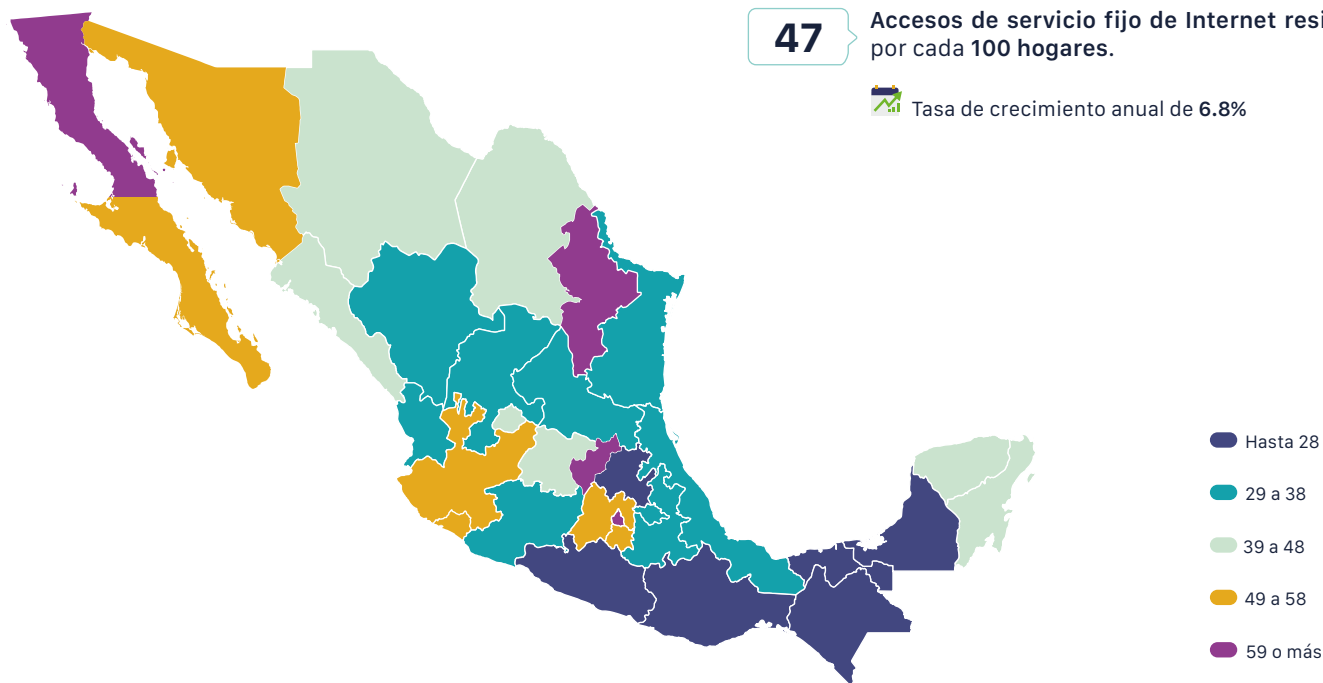 47
Accesos de servicio fijo de Internet resi
por cada 100 hogares.
Tasa de crecimiento anual de 6.8%
Hasta 28
29 a 38
39 a 48
49 a 58
59 o más